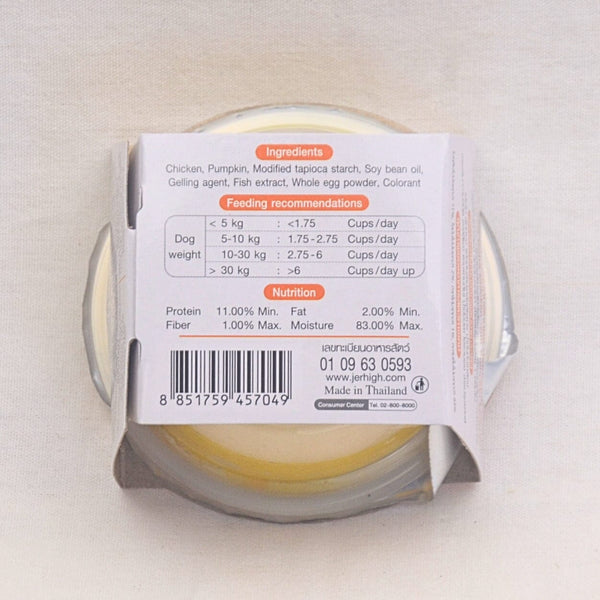 Ingredients
Chicken, Pumpkin, Modified tapioca starch, Soy bean oil,
Gelling agent, Fish extract, Whole egg powder, Colorant
Feeding recommendations
Dog weight
< 5 kg : <1.75 Cups/day
5-10 kg : 1.75-2.75 Cups/day
10-30 kg : 2.75-6 Cups/day
> 30 kg : >6 Cups/day up
Nutrition
Protein 11.00% Min. Fat 2.00% Min.
Fiber 1.00% Max. Moisture 83.00% Max.
เลขทะเบียนอาหารสัตว์
01 09 63 0593
www.jerhigh.com
Made in Thailand
Consumer Center Tel. 02-800-8000
8 851759 457049